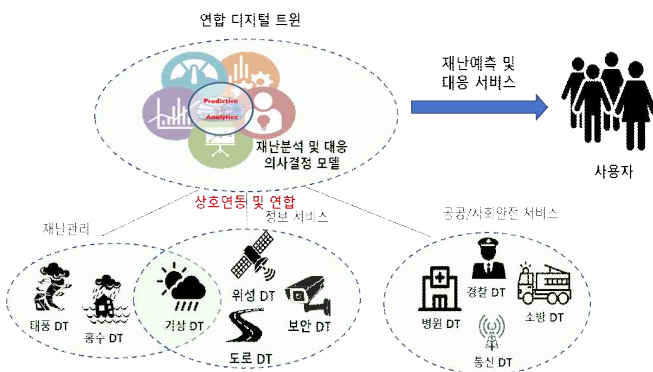 연합 디지털 트윈
Predictive
Analytics
재난분석 및 대응
의사결정 모델
재난예측 및
대응 서비스
사용자
상호연동 및 연합
재난관리
정보 서비스
공공/사회안전 서비스
태풍 DT
홍수 DT
기상 DT
위성 DT
보안 DT
도로 DT
병원 DT
경찰 DT
소방 DT
통신 DT